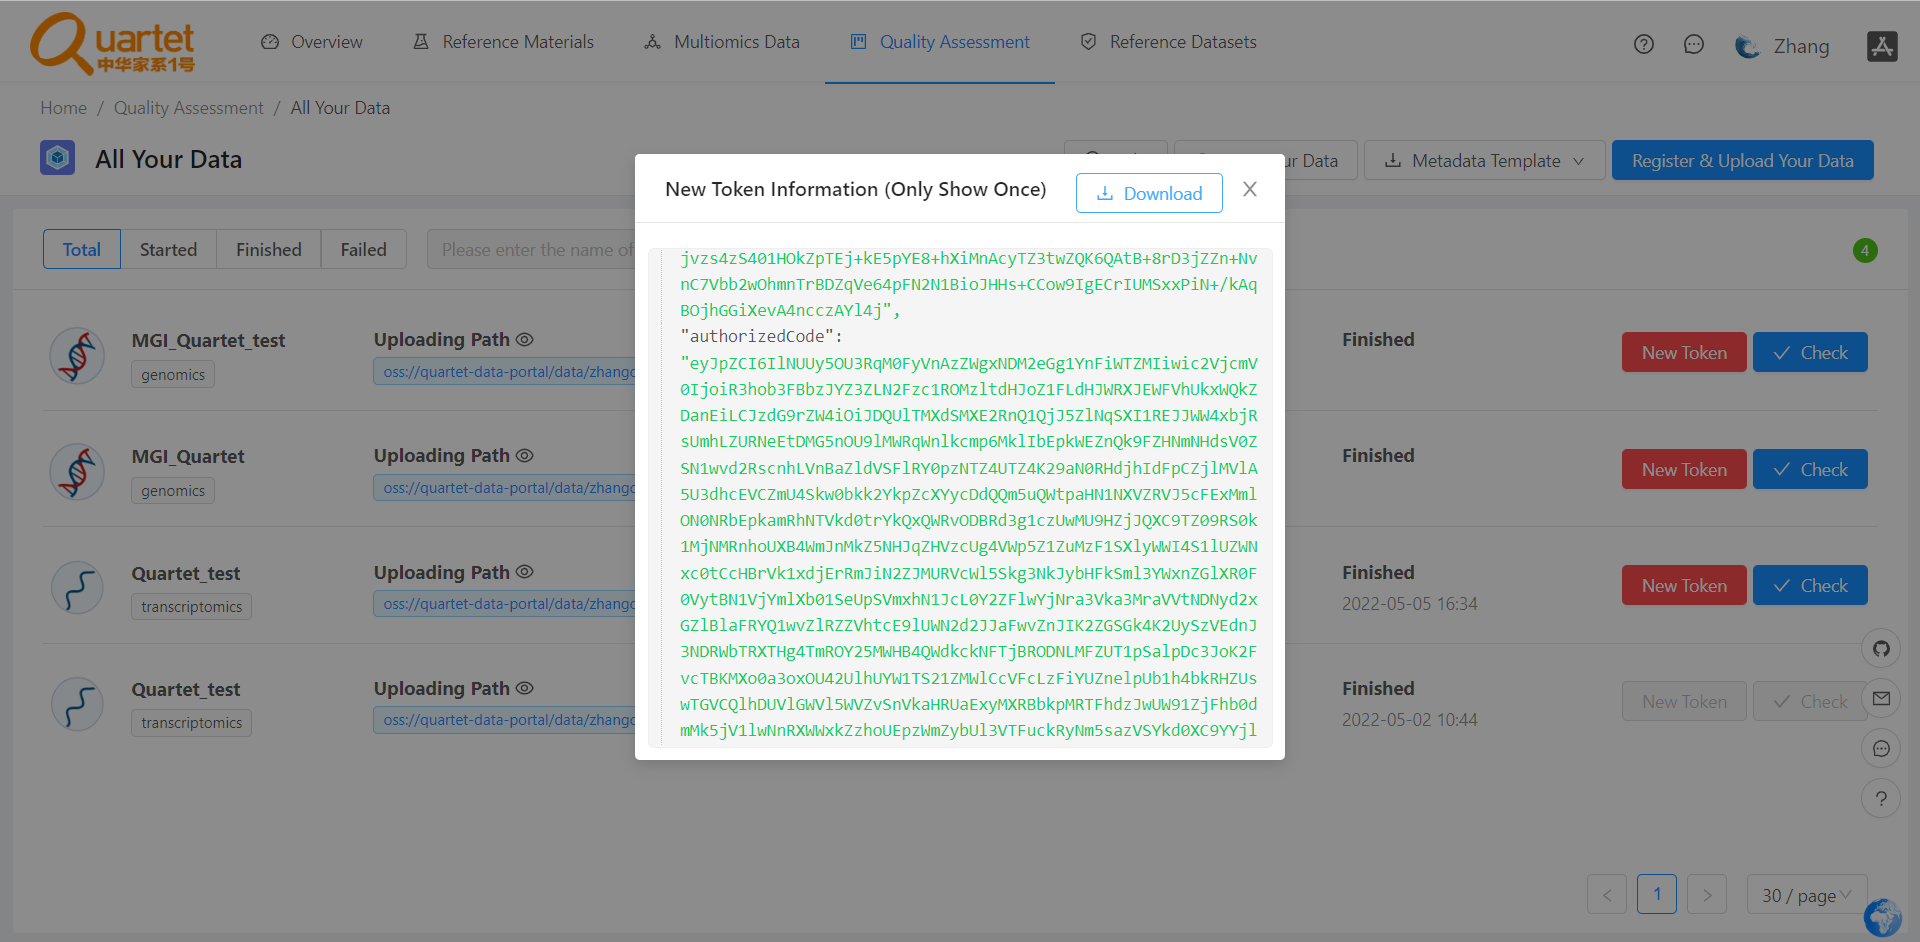 Quartet
中华家系1号
Overview
Reference Materials
Multiomics Data
Quality Assessment
Reference Datasets
Zhang
Home / Quality Assessment / All Your Data
All Your Data
Data
Metadata Template
Register & Upload Your Data
New Token Information (Only Show Once)
Download
Total
Started
Finished
Failed
Please enter the name of
4
jvzs4zS401HOkZpTEj+kE5pYE8+hXiMnAcyTZ3twZQK6QAtB+8rD3jZZn+Nv
nC7Vbb2wOhmnTrBDZqVe64pFN2N1BioJHHs+CCow9IgECrIUMSxxPiN+/kAq
BOjhGGiXevA4ncczAYl4j",
"authorizedCode":
"eyJpZCI6IlNUUy5OU3RqM0FyVnAzZWgxNDM2eGg1YnFiWTZMIiwic2VjcmV
0IjoiR3hob3FBbzJYZ3ZLN2Fzc1ROMzltdHJoZ1FLdHJWRXJEWFVhUkxWQkZ
DanEiLCJzdG9rZW4iOiJDQUlTMXdSMXE2RnQ1QjJ5ZlNqSXI1REJJWW4xbjR
sUmhLZURNeEtDMG5nOU9lMWRqWnlkcmp6MklIbEpkWEZnQk9FZHNmNHdsV0Z
SN1wvd2RscnhLVnBaZldVSFlRY0pzNTZ4UTZ4K29aN0RHdjhIdFpCZjlMVlA
5U3dhcEVCZmU4Skw0bkk2YkpZcXYycDdQQm5uQWtpaHN1NXVZRVJ5cFExMml
ON0NRbEpkamRhNTVkd0trYkQxQWRvODBRd3g1czUwMU9HZjJQXC9TZ09RS0k
1MjNMRnhoUXB4WmJnMkZ5NHJqZHVzcUg4VWp5Z1ZuMzF1SXlyWWI4S1lUZWN
xc0tCcHBrVk1xdjErRmJiN2ZJMURVcWl5Skg3NkJybHFkSml3YWxnZGlXR0F
0VytBN1VjYmlXb01SeUpSVmxhN1JcL0Y2ZFlwYjNra3Vka3MraVVtNDNyd2x
GZlBlaFRYQ1wvZlRZZVhtcE9lUWN2d2JJaFwvZnJIK2ZGSGk4K2UySzVEdnJ
3NDRWbTRXTHg4TmROY25MWHB4QWdkckNFTjBRODNLMFZUT1pSalpDc3JoK2F
vcTBKMXo0a3oxOU42UlhUYW1TS21ZMWlCcVFcLzFiYUZnelpUb1h4bkRHZUs
wTGVCQlhDUVlGWVl5WVZvSnVkaHRUaExyMXRBbkpMRTFhdzJwUW91ZjFhb0d
mMk5jV1lwNnRXWWxkZzhoUEpzWmZybUl3VTFuckRyNm5sazVSYkd0XC9YYjl
MGI_Quartet_test
genomics
Uploading Path
oss://quartet-data-portal/data/zhang
Finished
New Token
Check
MGI_Quartet
genomics
Uploading Path
oss://quartet-data-portal/data/zhang
Finished
New Token
Check
Quartet_test
transcriptomics
Uploading Path
oss://quartet-data-portal/data/zhang
Finished
2022-05-05 16:34
New Token
Check
Quartet_test
transcriptomics
Uploading Path
oss://quartet-data-portal/data/zhang
Finished
2022-05-02 10:44
New Token
Check
1
30 / page